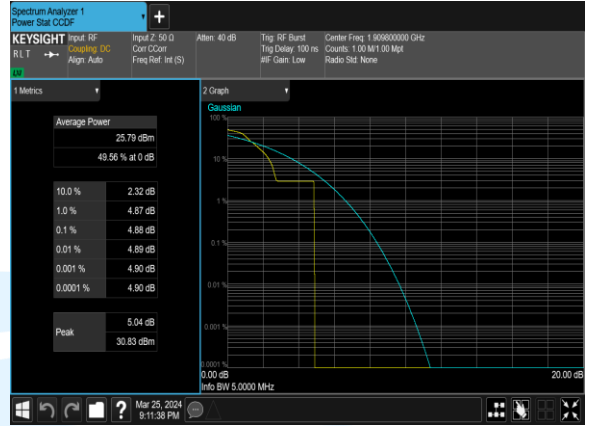 Spectrum Analyzer 1
Power Stat CCDF
KEYSIGHT
RLT
Input: RF
Coupling: DC
Align: Auto
Input Z: 50 Ω
Corr CCorr
Freq Ref: Int (S)
Atten: 40 dB
Trig: RF Burst
Trig Delay: 100 ns
#IF Gain: Low
Center Freq: 1.909800000 GHz
Counts: 1.00 M/1.00 Mpt
Radio Std: None
1 Metrics
Average Power
25.79 dBm
49.56 % at 0 dB
10.0 % 2.32 dB
1.0 % 4.87 dB
0.1 % 4.88 dB
0.01 % 4.89 dB
0.001 % 4.90 dB
0.0001 % 4.90 dB
Peak
5.04 dB
30.83 dBm
2 Graph
Gaussian
100 %
10 %
1 %
0.1 %
0.01 %
0.001 %
0.0001 %
0.00 dB 20.00 dB
Info BW 5.0000 MHz
?
Mar 25, 2024
9:11:38 PM